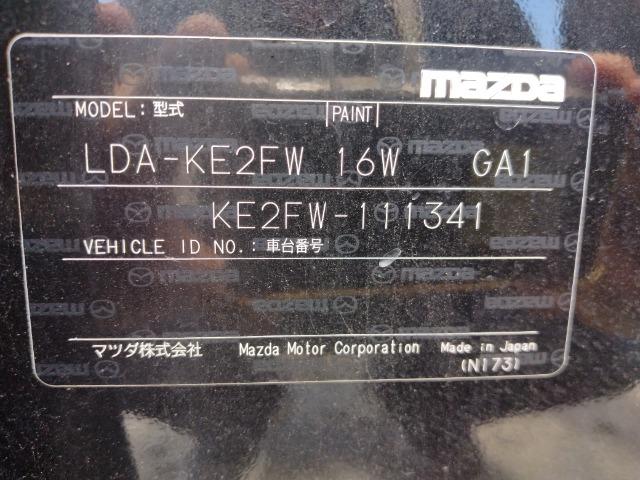 mazda
MODEL: 型式 PAINT
LDA-KE2FW 16W GA1
KE2FW-111341
VEHICLE ID NO.: 車台番号
マツダ株式会社 Mazda Motor Corporation Made in Japan
(N173)